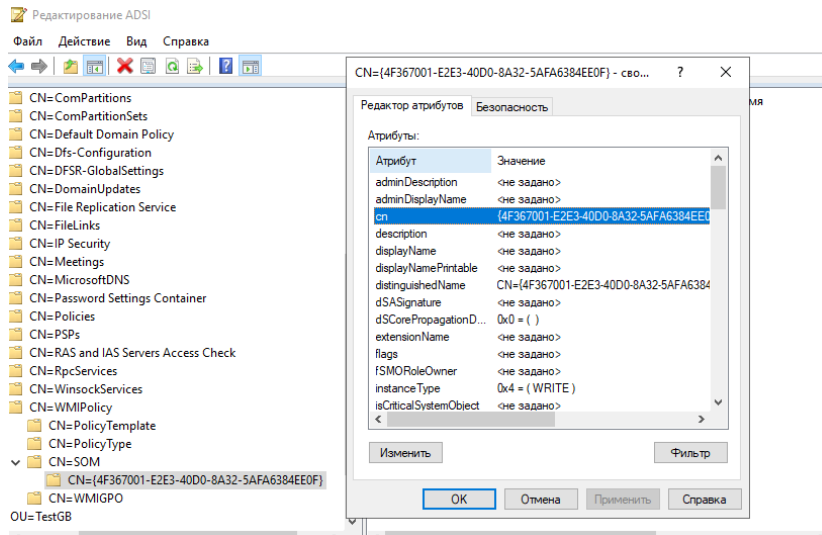 Редактирование ADSI
Файл Действие Вид Справка
CN=ComPartitions
CN=ComPartitionSets
CN=Default Domain Policy
CN=Dfs-Configuration
CN=DFSR-GlobalSettings
CN=DomainUpdates
CN=File Replication Service
CN=FileLinks
CN=IP Security
CN=Meetings
CN=MicrosoftDNS
CN=Password Settings Container
CN=Policies
CN=PSPs
CN=RAS and IAS Servers Access Check
CN=RpcServices
CN=WinsockServices
CN=WMIPolicy
CN=PolicyTemplate
CN=PolicyType
CN=SOM
CN={4F367001-E2E3-40D0-8A32-5AFA6384EE0F}
CN=WMIGPO
OU=TestGB
мя
CN={4F367001-E2E3-40D0-8A32-5AFA6384EE0F} - сво... ? ×
Редактор атрибутов Безопасность
Атрибуты:
Атрибут Значение
adminDescription <не задано>
adminDisplayName <не задано>
cn {4F367001-E2E3-40D0-8A32-5AFA6384EE0
description <не задано>
displayName <не задано>
displayNamePrintable <не задано>
distinguishedName CN={4F367001-E2E3-40D0-8A32-5AFA6384
dSASignature <не задано>
dSCorePropagationD... 0x0 = ( )
extensionName <не задано>
flags <не задано>
fSMORoleOwner <не задано>
instanceType 0x4 = ( WRITE )
isCriticalSystemObject <не задано>
Изменить Фильтр
OK Отмена Применить Справка